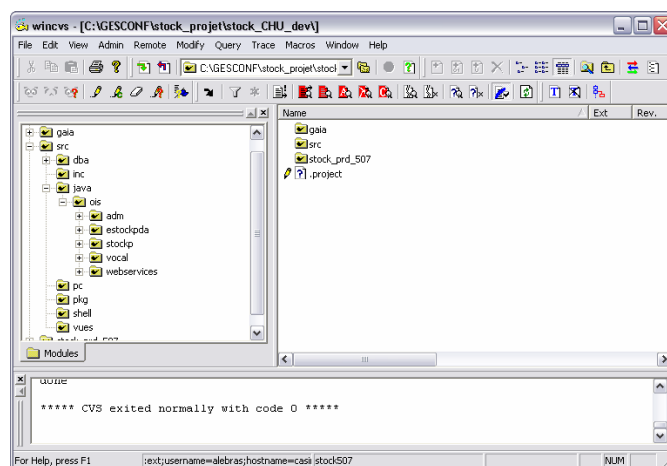 wincvs - [C:\GESCONF\stock_projet\stock_CHU_dev\]
File Edit View Admin Remote Modify Query Trace Macros Window Help
C:\GESCONF\stock_projet\stocl
Name / Ext Rev.
gaia
src
dba
inc
java
ois
adm
estockpda
stockp
vocal
webservices
pc
pkg
shell
vues
Modules
gaia
src
stock_prd_507
.project
done
***** CVS exited normally with code 0 *****
For Help, press F1 :ext;username=alebras;hostname=casi stock507 NUM